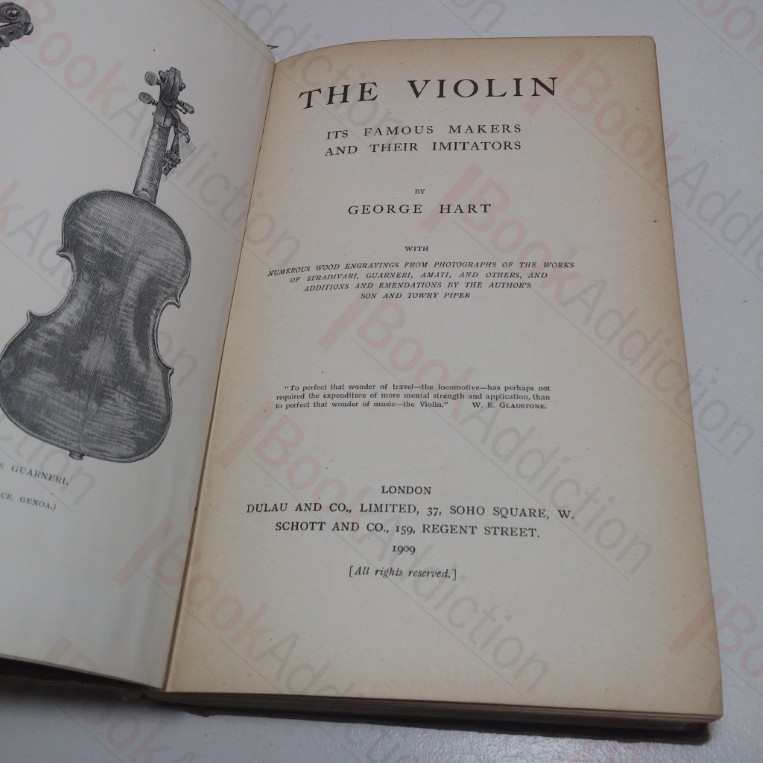 E GUARNERI.
CE, GENOA.)
THE VIOLIN
ITS FAMOUS MAKERS
AND THEIR IMITATORS
BY
GEORGE HART
WITH
NUMEROUS WOOD ENGRAVINGS FROM PHOTOGRAPHS OF THE WORKS
OF STRADIVARI, GUARNERI, AMATI, AND OTHERS, AND
ADDITIONS AND EMENDATIONS BY THE AUTHOR'S
SON AND TOWRY PIPER
"To perfect that wonder of travel—the locomotive—has perhaps not
required the expenditure of more mental strength and application, than
to perfect that wonder of music—the Violin." W. E. GLADSTONE.
LONDON
DULAU AND CO., LIMITED, 37, SOHO SQUARE, W.
SCHOTT AND CO., 159, REGENT STREET.
1909
[All rights reserved.]
BookAddiction